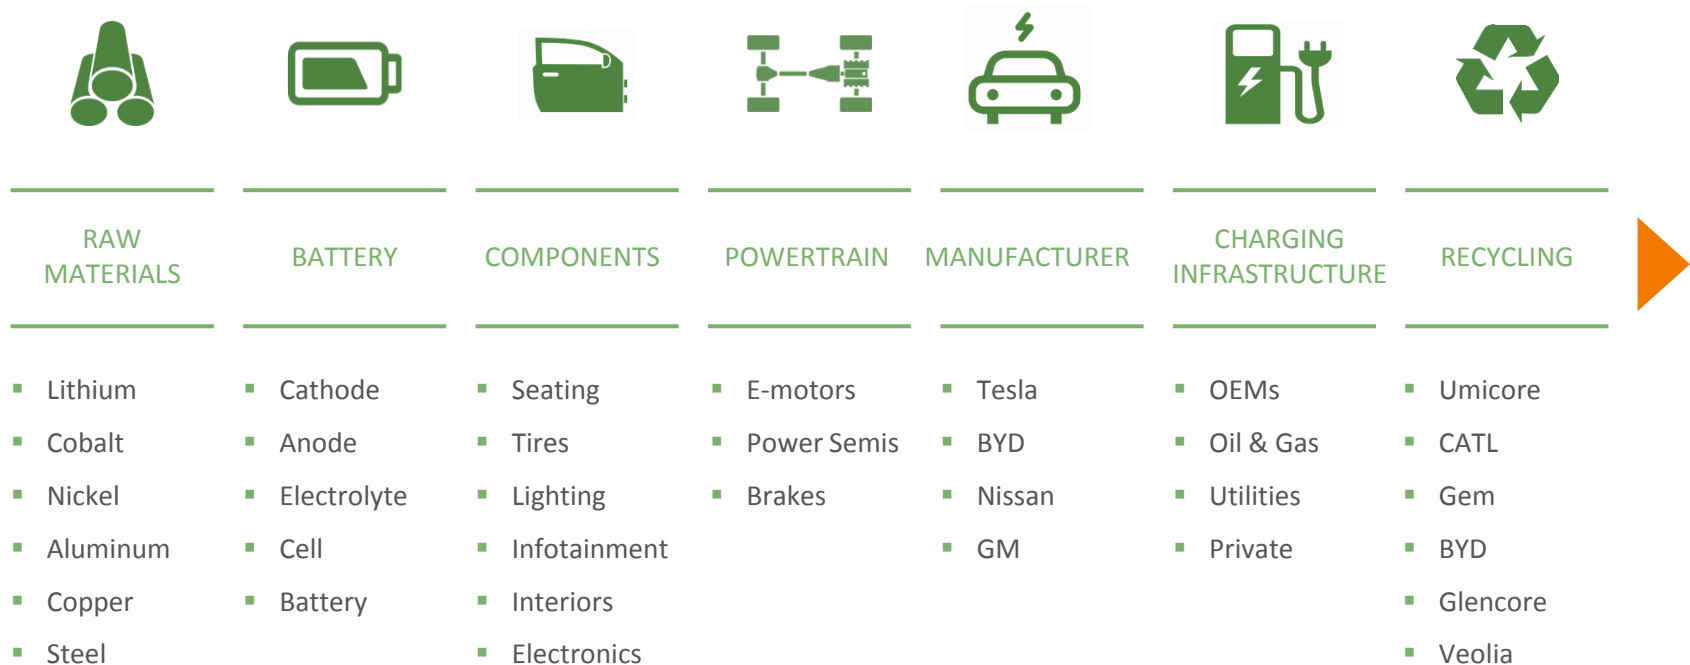 RAW
MATERIALS
BATTERY
COMPONENTS
POWERTRAIN
MANUFACTURER
CHARGING
INFRASTRUCTURE
RECYCLING
Lithium
Cobalt
Nickel
Aluminum
Copper
Steel
Cathode
Anode
Electrolyte
Cell
Battery
Seating
Tires
Lighting
Infotainment
Interiors
Electronics
E-motors
Power Semis
Brakes
Tesla
BYD
Nissan
GM
OEMs
Oil & Gas
Utilities
Private
Umicore
CATL
Gem
BYD
Glencore
Veolia